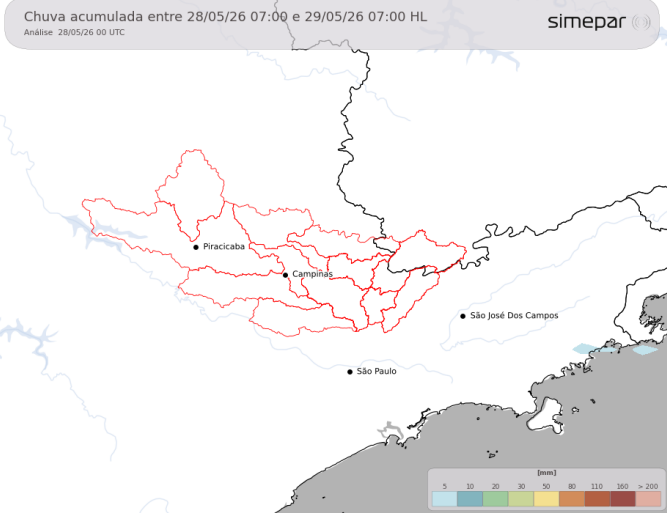 Chuva acumulada entre 28/05/26 07:00 e 29/05/26 07:00 HL
Análise 28/05/26 00 UTC
simepar
Piracicaba
Campinas
São José Dos Campos
São Paulo
[mm]
5 10 20 30 50 80 110 160 > 200